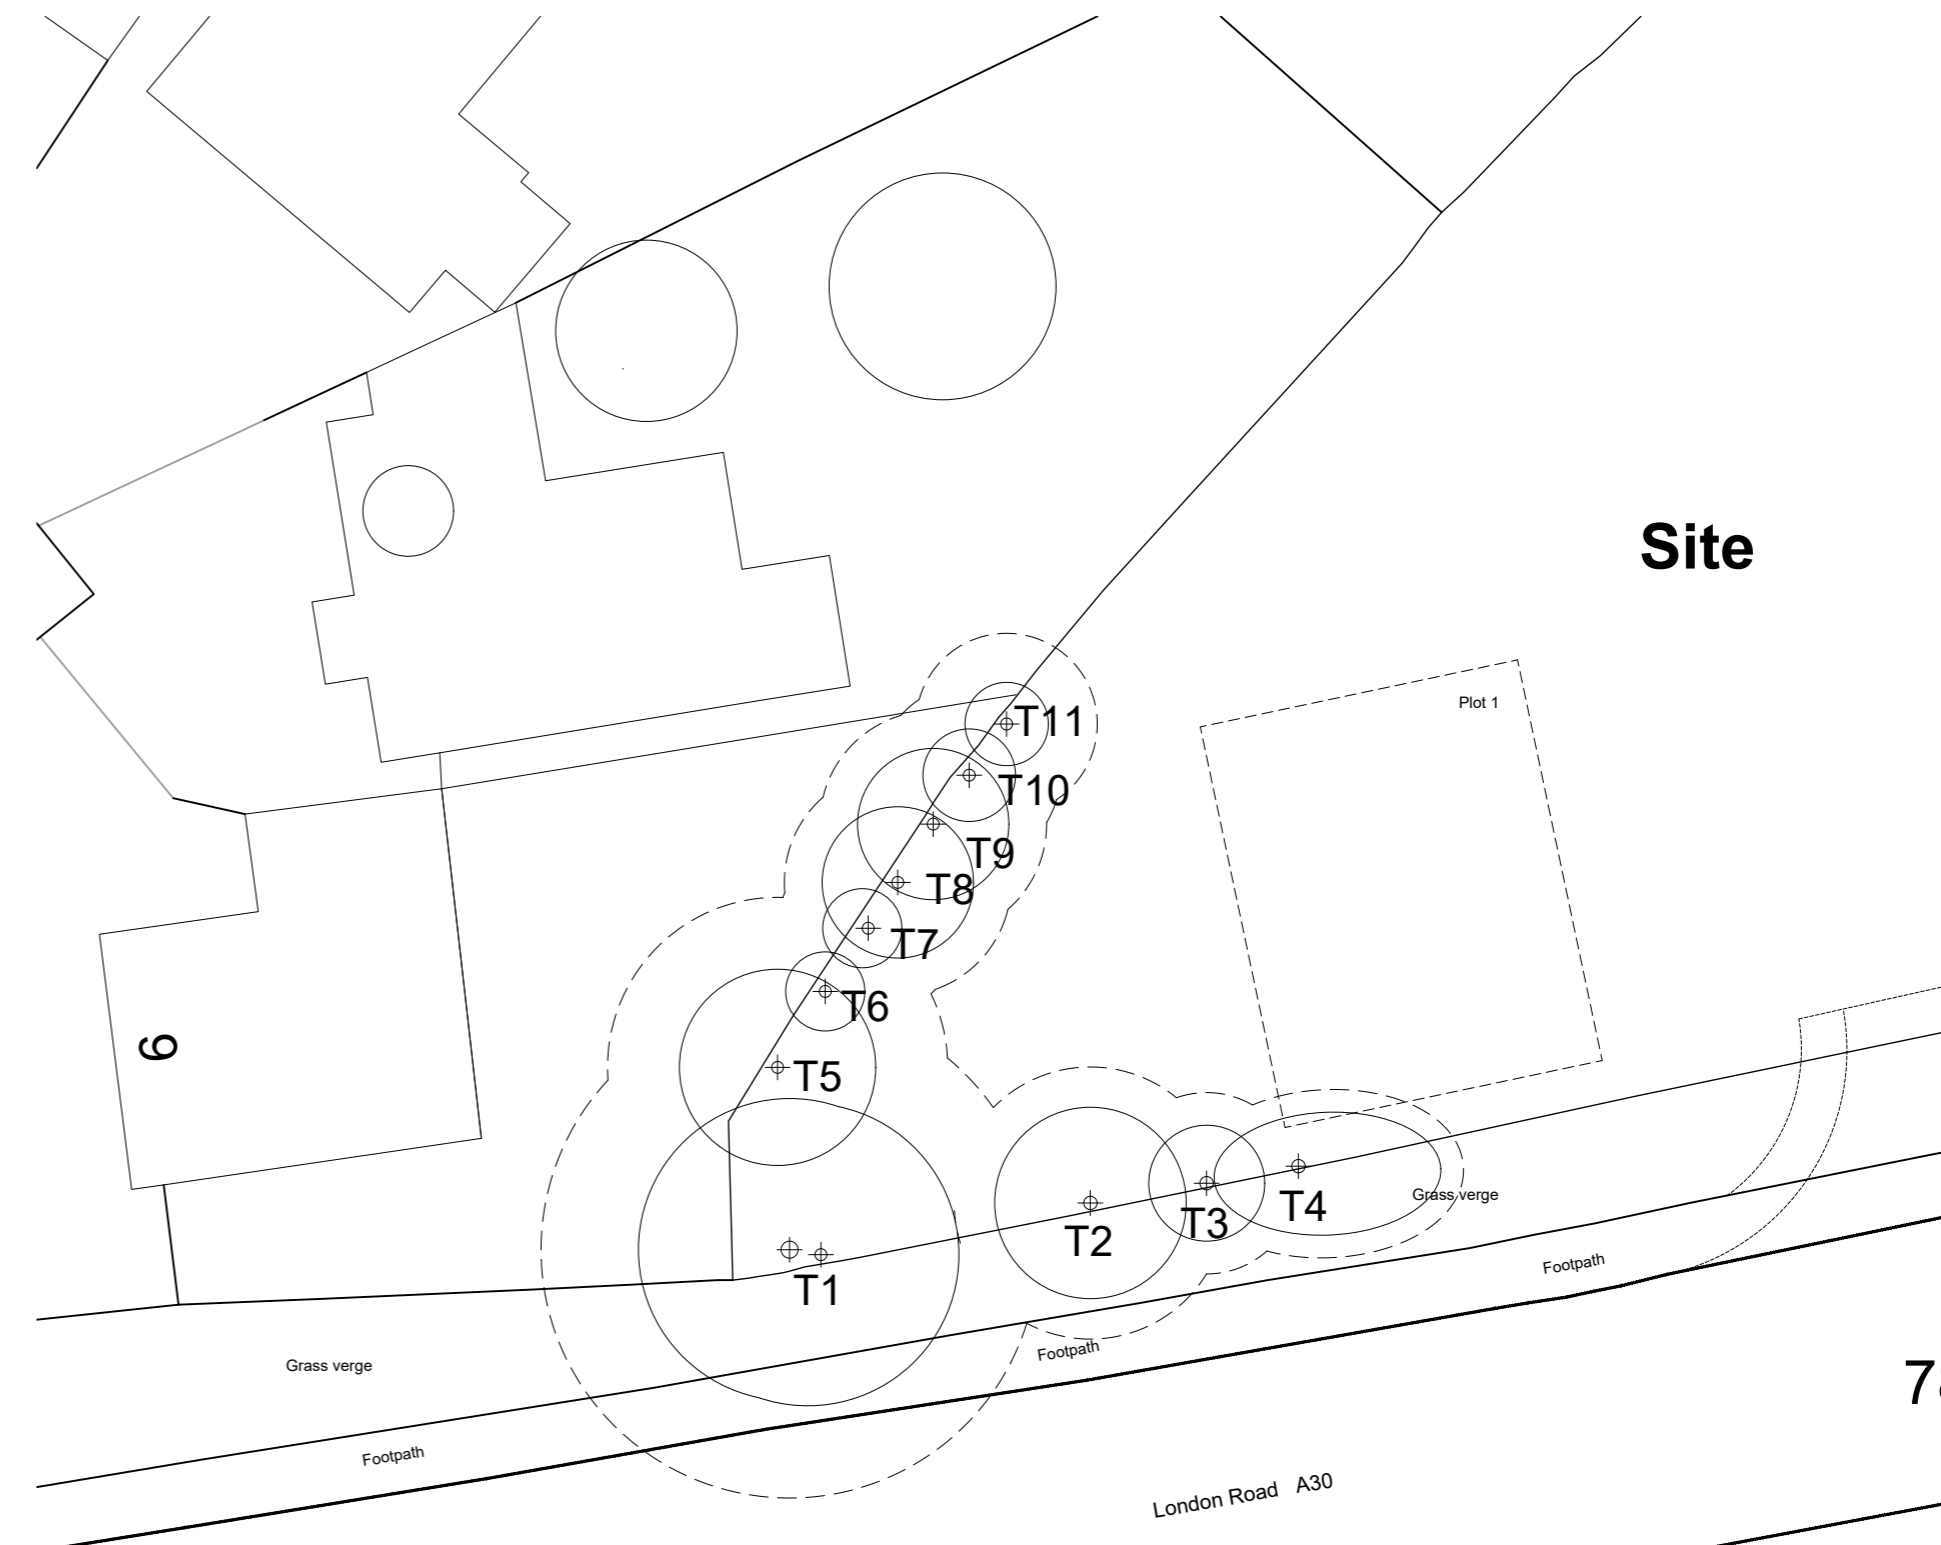 Site
Plot 1
T11
T10
T9
T8
T7
T6
6
T5
T4
Grass verge
T3
T2
T1
Footpath
Footpath
Grass verge
Footpath
London Road A30